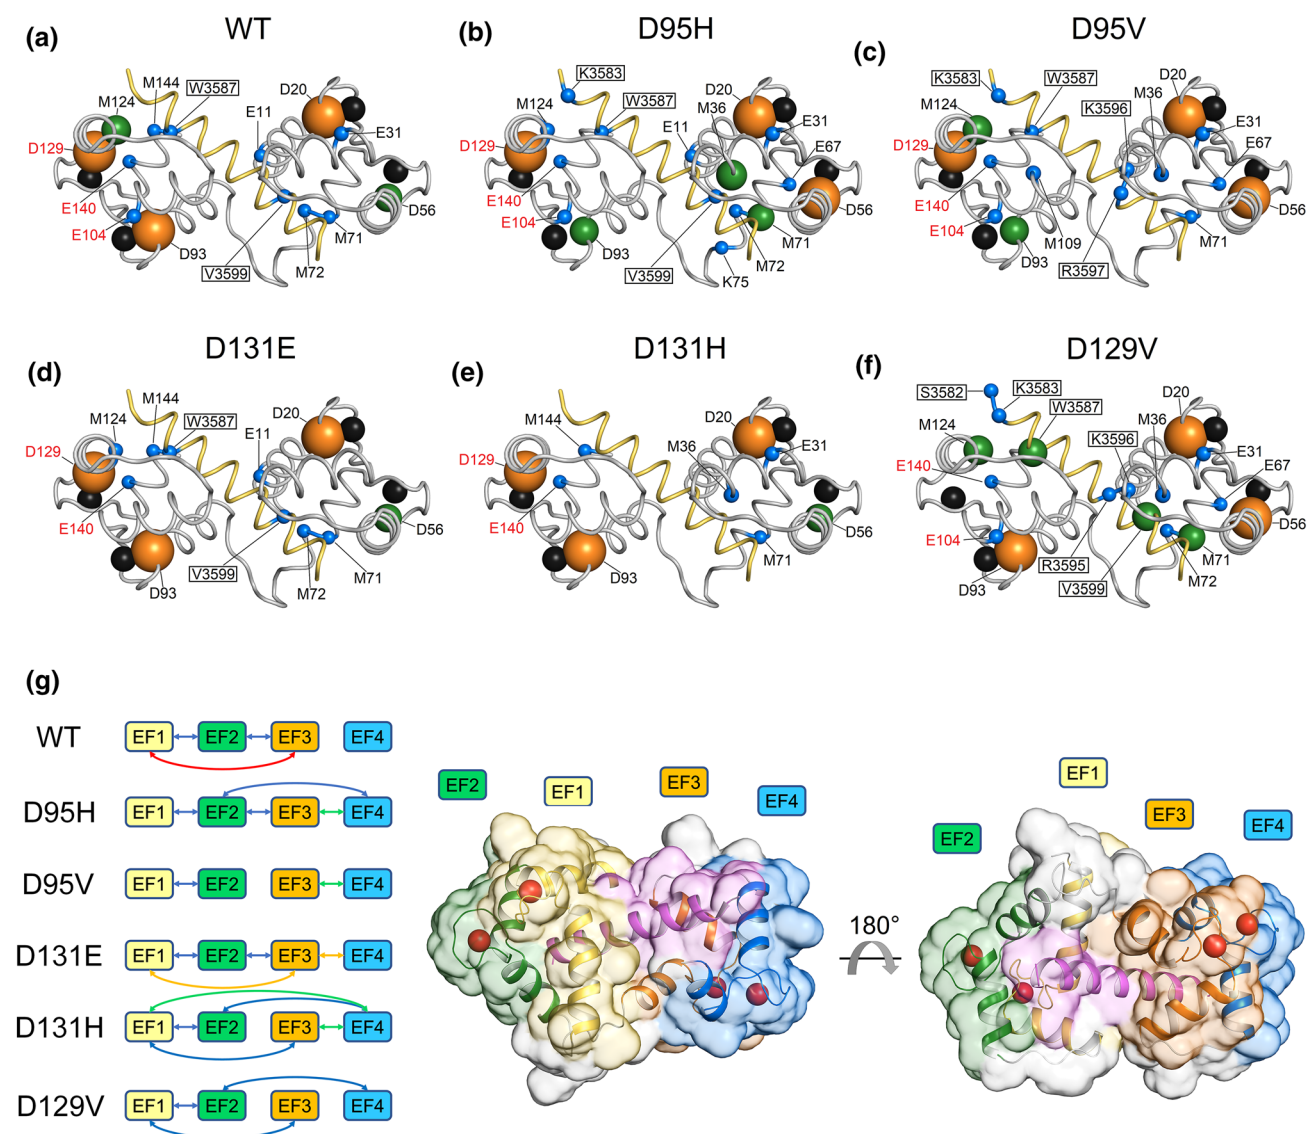 (a) WT
M144
W3587
M124
D20
E11
E31
D129
E140
E104
D93
V3599
M72
M71
D56
(b) D95H
K3583
M124
W3587
D20
M36
E11
E31
E67
D129
E140
E104
D93
V3599
K75
M72
M71
D56
(c) D95V
K3583
W3587
D20
M124
K3596
M36
E31
E67
D129
E140
E104
D93
M109
R3597
M71
D56
(d) D131E
M144
M124
W3587
D20
E11
D129
E140
D93
V3599
M72
M71
D56
(e) D131H
M144
D20
M36
E31
D129
E140
D93
M71
D56
(f) D129V
S3582
K3583
W3587
D20
M124
K3596
M36
E31
E67
E140
E104
D93
R3595
V3599
M72
M71
D56
(g)
WT EF1 EF2 EF3 EF4
D95H EF1 EF2 EF3 EF4
D95V EF1 EF2 EF3 EF4
D131E EF1 EF2 EF3 EF4
D131H EF1 EF2 EF3 EF4
D129V EF1 EF2 EF3 EF4
EF2 EF1 EF3 EF4
180°
EF1
EF2 EF3 EF4